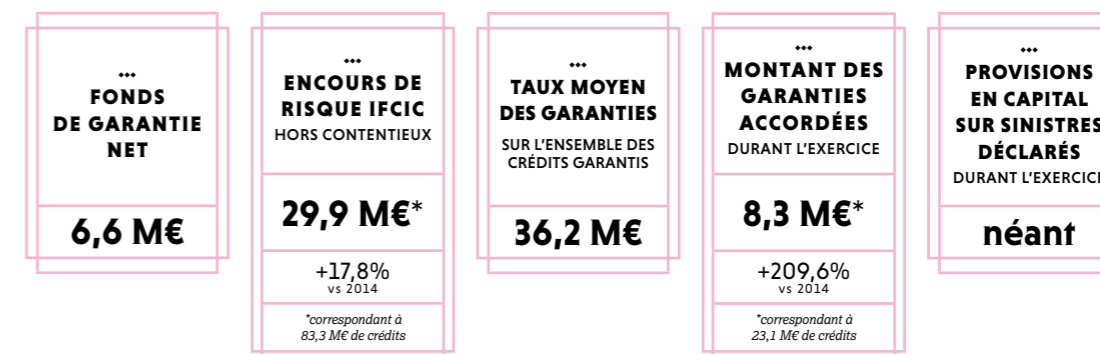 FONDS
DE GARANTIE
NET
6,6 M€
ENCOURS DE
RISQUE IFCIC
HORS CONTENTIEUX
29,9 M€*
+17,8%
vs 2014
*correspondant à
83,3 M€ de crédits
TAUX MOYEN
DES GARANTIES
SUR L'ENSEMBLE DES
CRÉDITS GARANTIS
36,2 M€
MONTANT DES
GARANTIES
ACCORDÉES
DURANT L'EXERCICE
8,3 M€*
+209,6%
vs 2014
*correspondant à
23,1 M€ de crédits
PROVISIONS
EN CAPITAL
SUR SINISTRES
DÉCLARÉS
DURANT L'EXERCICE
néant